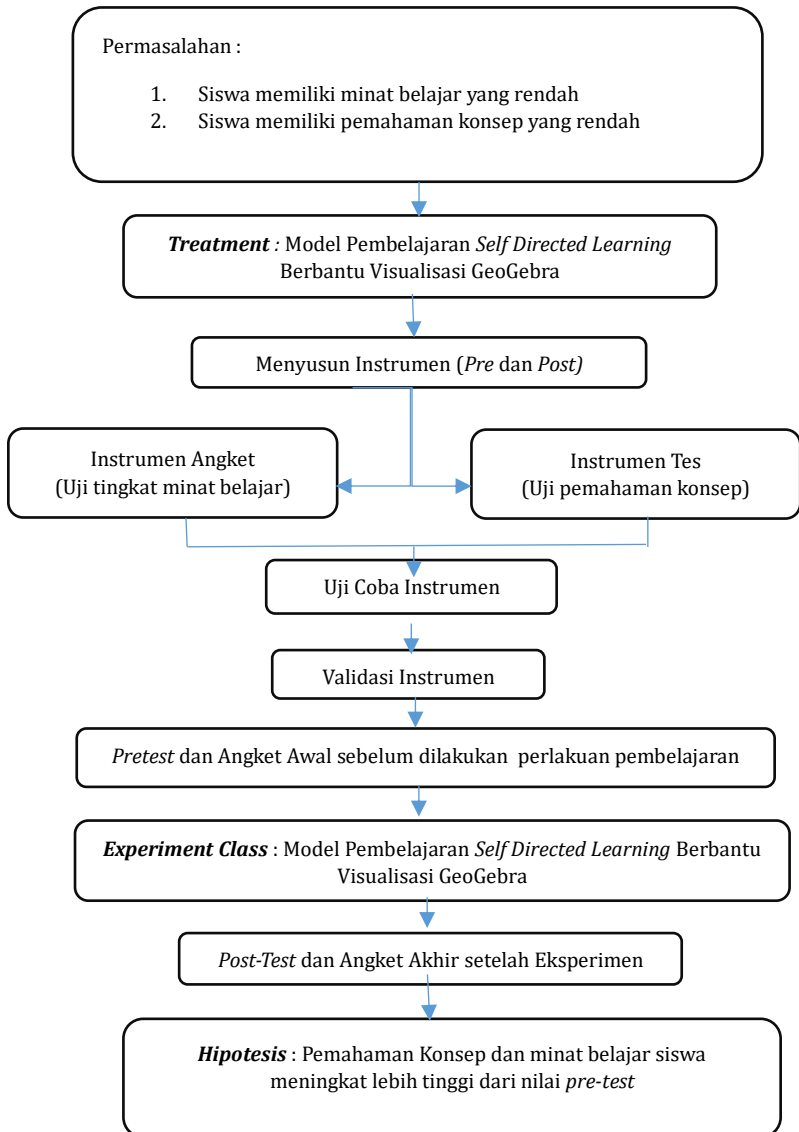 Permasalahan :
1. Siswa memiliki minat belajar yang rendah
2. Siswa memiliki pemahaman konsep yang rendah
Treatment : Model Pembelajaran Self Directed Learning
Berbantu Visualisasi GeoGebra
Menyusun Instrumen (Pre dan Post)
Instrumen Angket
(Uji tingkat minat belajar)
Instrumen Tes
(Uji pemahaman konsep)
Uji Coba Instrumen
Validasi Instrumen
Pretest dan Angket Awal sebelum dilakukan perlakuan pembelajaran
Experiment Class : Model Pembelajaran Self Directed Learning Berbantu
Visualisasi GeoGebra
Post-Test dan Angket Akhir setelah Eksperimen
Hipotesis : Pemahaman Konsep dan minat belajar siswa
meningkat lebih tinggi dari nilai pre-test